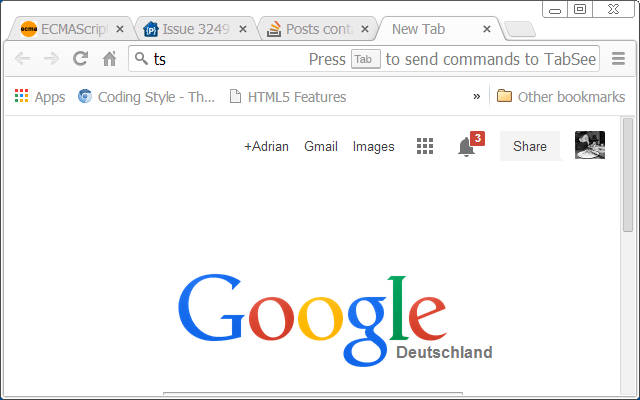 ecma ECMAScrip Issue 3249 Posts cont New Tab
ts Press Tab to send commands to TabSee
Apps Coding Style - Th... HTML5 Features » Other bookmarks
+Adrian Gmail Images 3 Share
Google
Deutschland